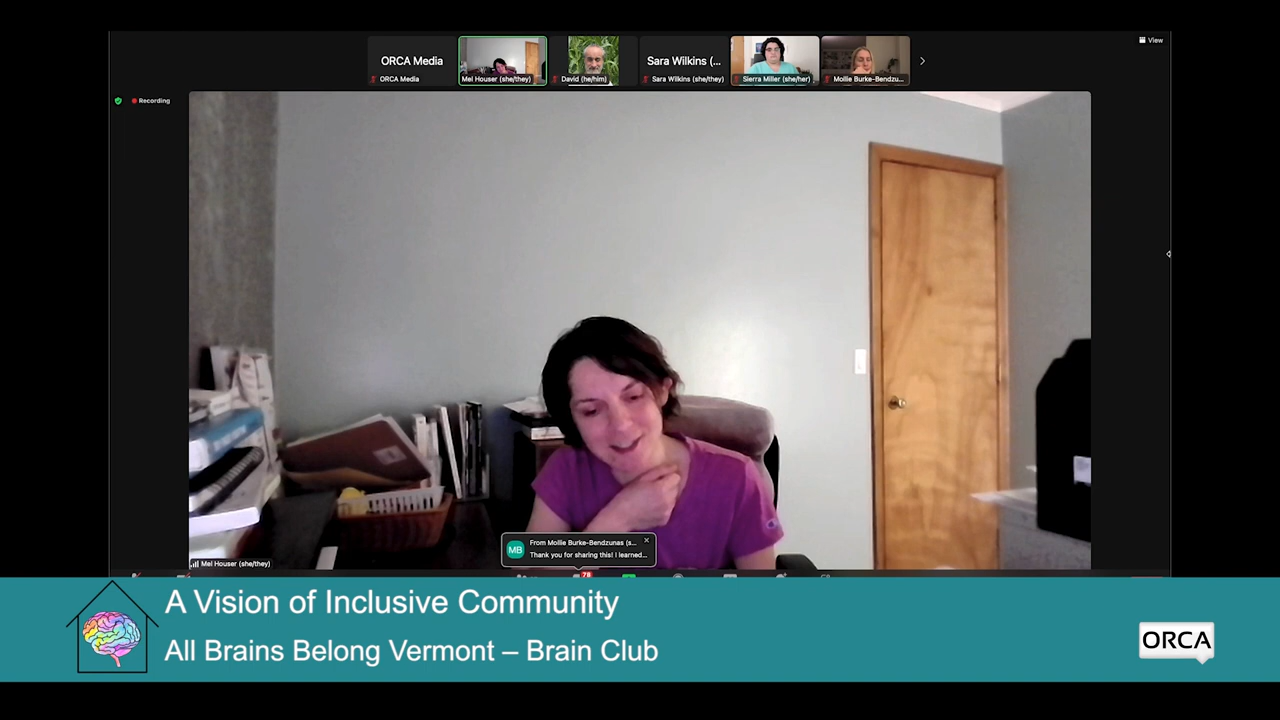 View
ORCA Media
Sara Wilkins (...
ORCA Media
Mel Houser (she/they)
David (he/him)
Sara Wilkins (she/they)
Sierra Miller (she/her)
Mollie Burke-Bendzu...
Recording
MB
From Mollie Burke-Bendzunas (s...
Thank you for sharing this! I learned...
Mel Houser (she/they)
78
A Vision of Inclusive Community
All Brains Belong Vermont – Brain Club
ORCA